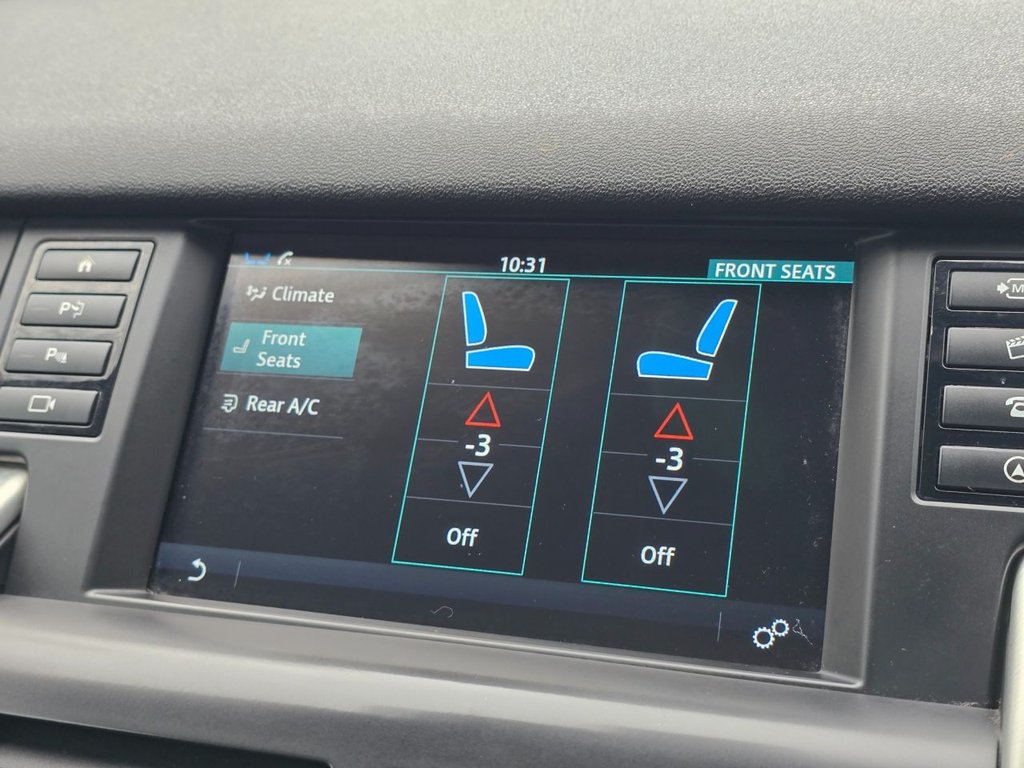 10:31
FRONT SEATS
Climate
Front
Seats
Rear A/C
-3
-3
Off
Off
P
P
M